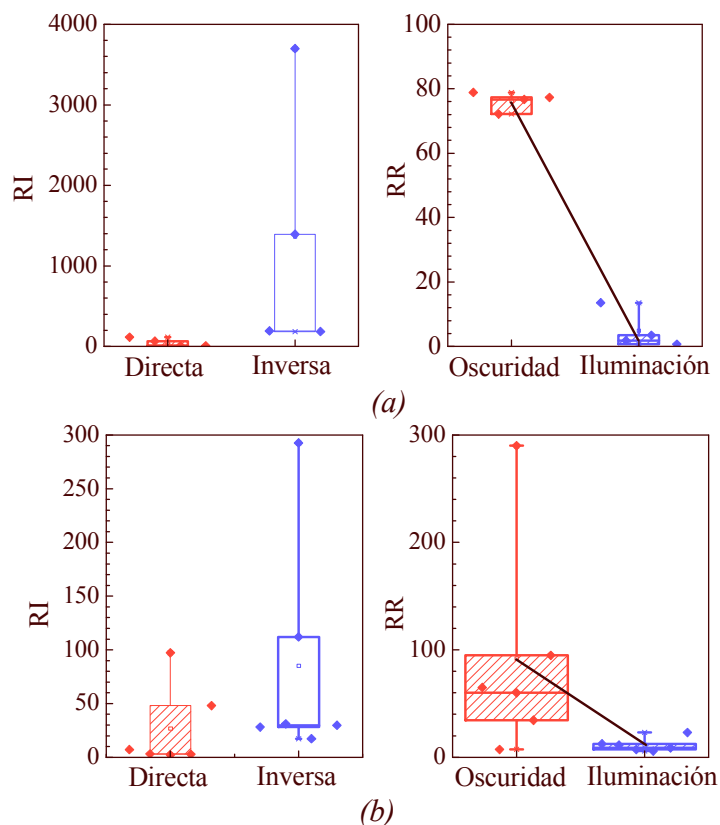 4000
3000
2000
1000
0
RI
Directa
Inversa
100
80
60
40
20
0
RR
Oscuridad
Iluminación
(a)
300
250
200
150
100
50
0
RI
Directa
Inversa
300
200
100
0
RR
Oscuridad
Iluminación
(b)